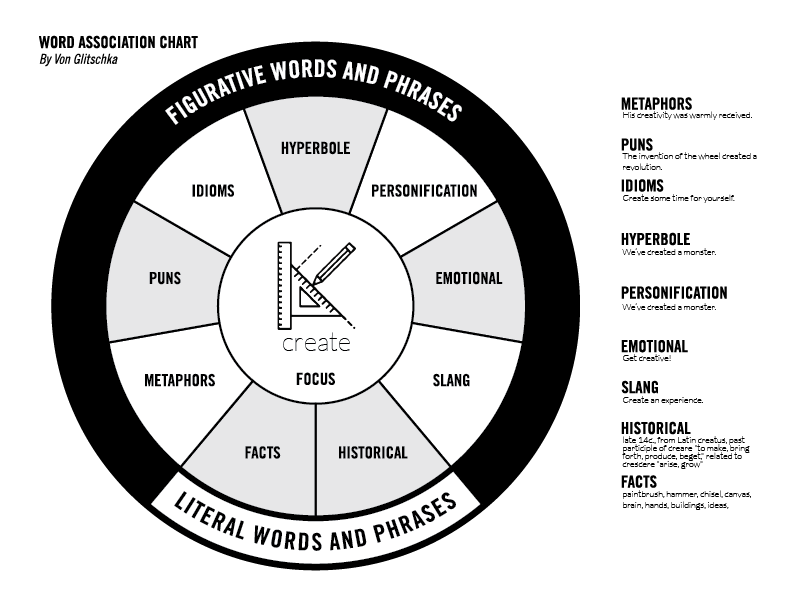 WORD ASSOCIATION CHART
By Von Glitschka
FIGURATIVE WORDS AND PHRASES
HYPERBOLE
IDIOMS
PERSONIFICATION
PUNS
EMOTIONAL
create
METAPHORS
FOCUS
SLANG
FACTS
HISTORICAL
LITERAL WORDS AND PHRASES
METAPHORS
His creativity was warmly received.
PUNS
The invention of the wheel created a
revolution.
IDIOMS
Create some time for yourself.
HYPERBOLE
We've created a monster.
PERSONIFICATION
We've created a monster.
EMOTIONAL
Get creative!
SLANG
Create an experience.
HISTORICAL
late 14c., from Latin creatus, past
participle of creare "to make, bring
forth, produce, beget," related to
crescere "arise, grow"
FACTS
paintbrush, hammer, chisel, canvas,
brain, hands, buildings, ideas,